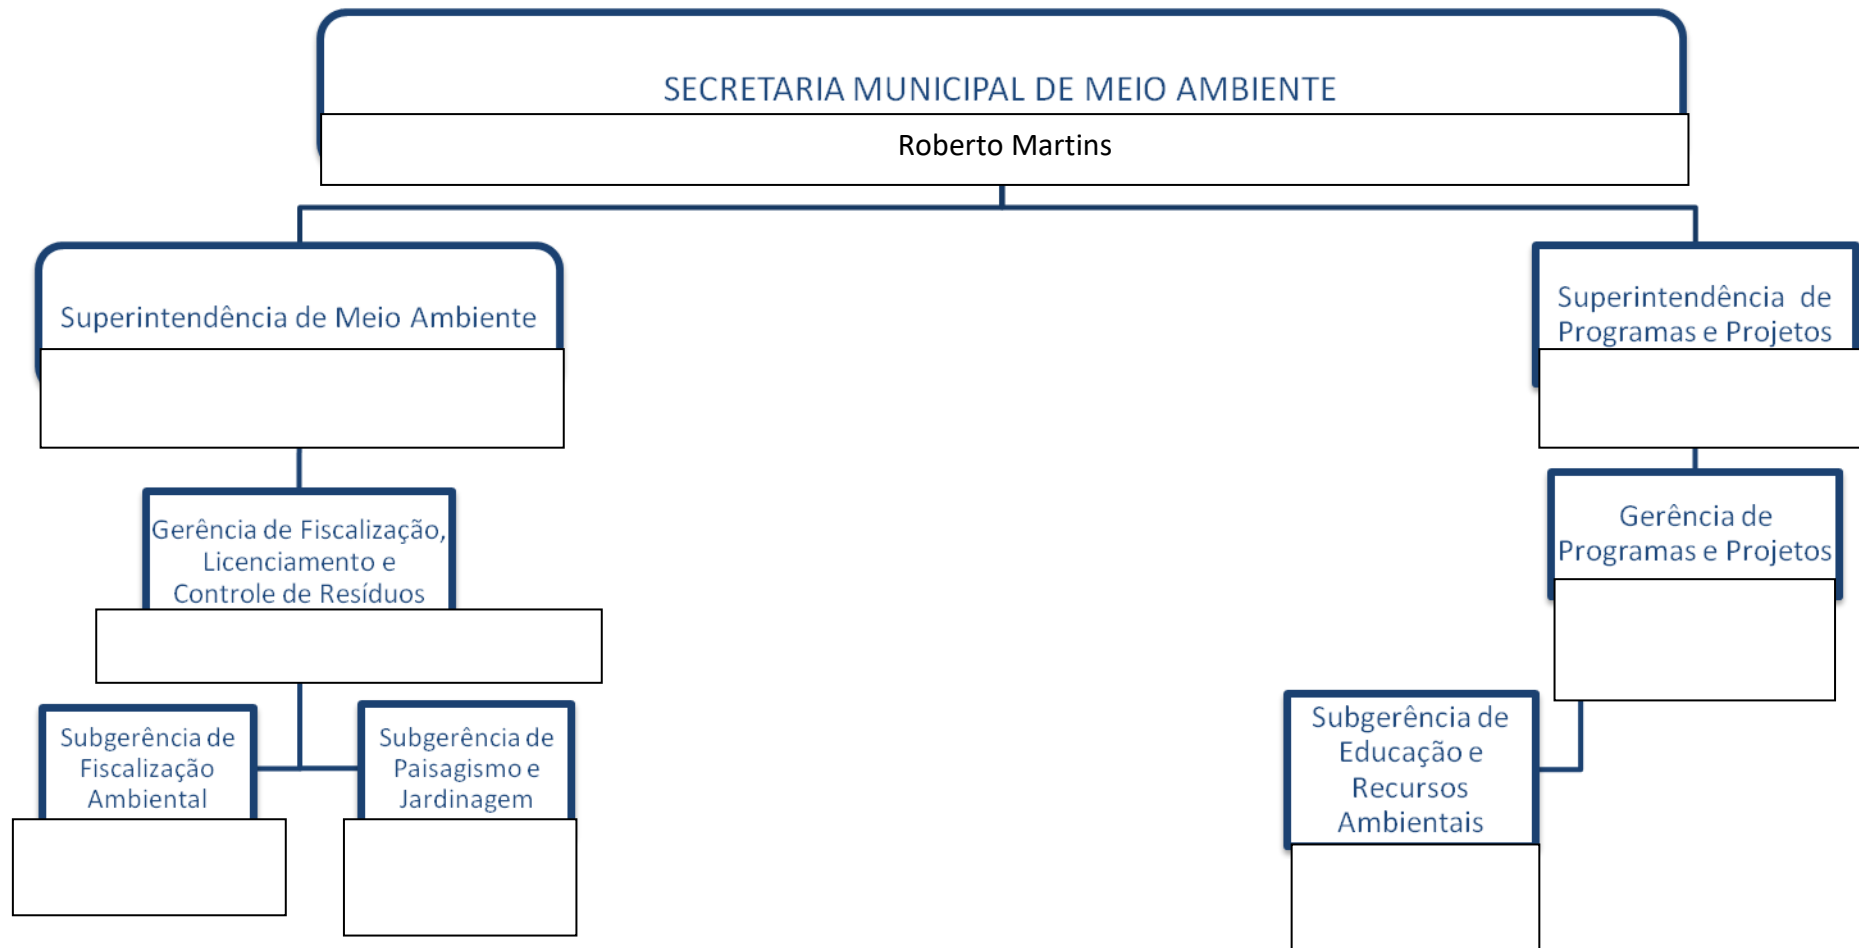 SECRETARIA MUNICIPAL DE MEIO AMBIENTE
Roberto Martins
Superintendência de Meio Ambiente
Superintendência de
Programas e Projetos
Gerência de Fiscalização,
Licenciamento e
Controle de Resíduos
Gerência de
Programas e Projetos
Subgerência de
Fiscalização
Ambiental
Subgerência de
Paisagismo e
Jardinagem
Subgerência de
Educação e
Recursos
Ambientais